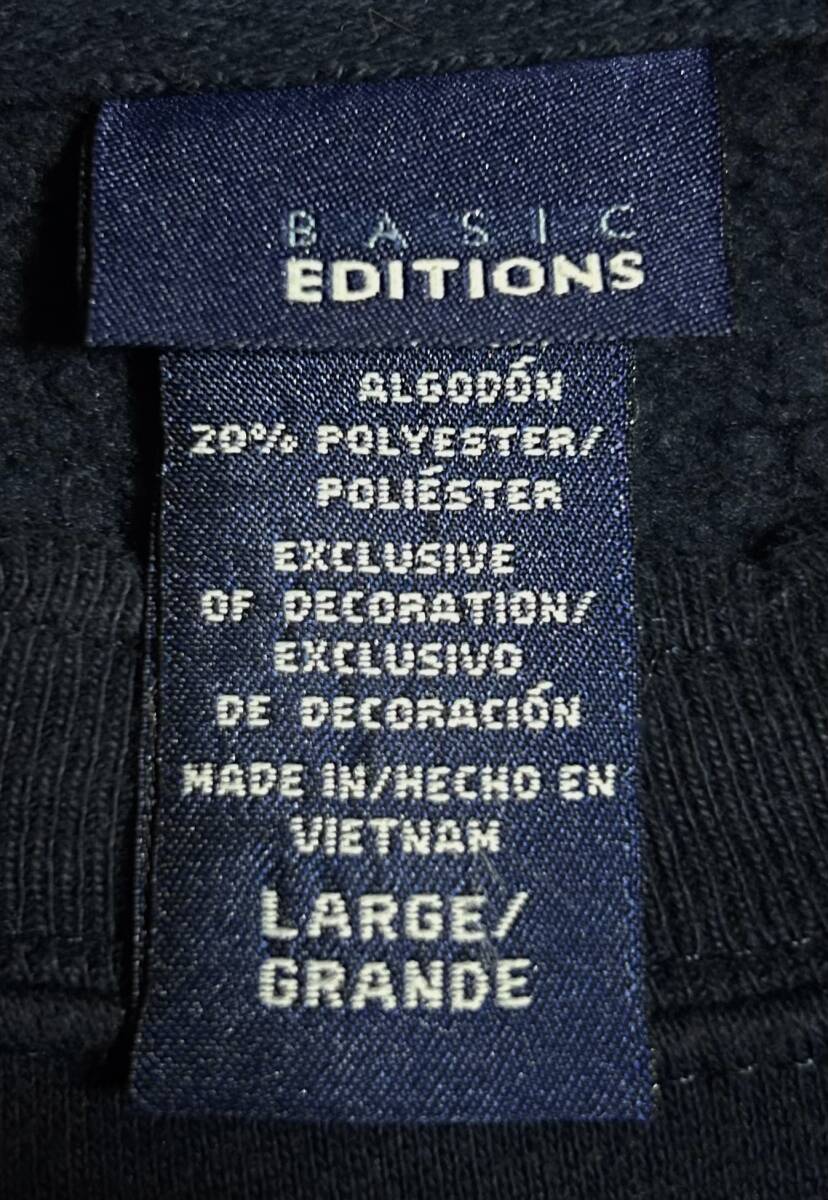 BASIC
EDITIONS
ALGODÓN
20% POLYESTER/
POLIÉSTER
EXCLUSIVE
OF DECORATION/
EXCLUSIVO
DE DECORACIÓN
MADE IN/HECHO EN
VIETNAM
LARGE/
GRANDE